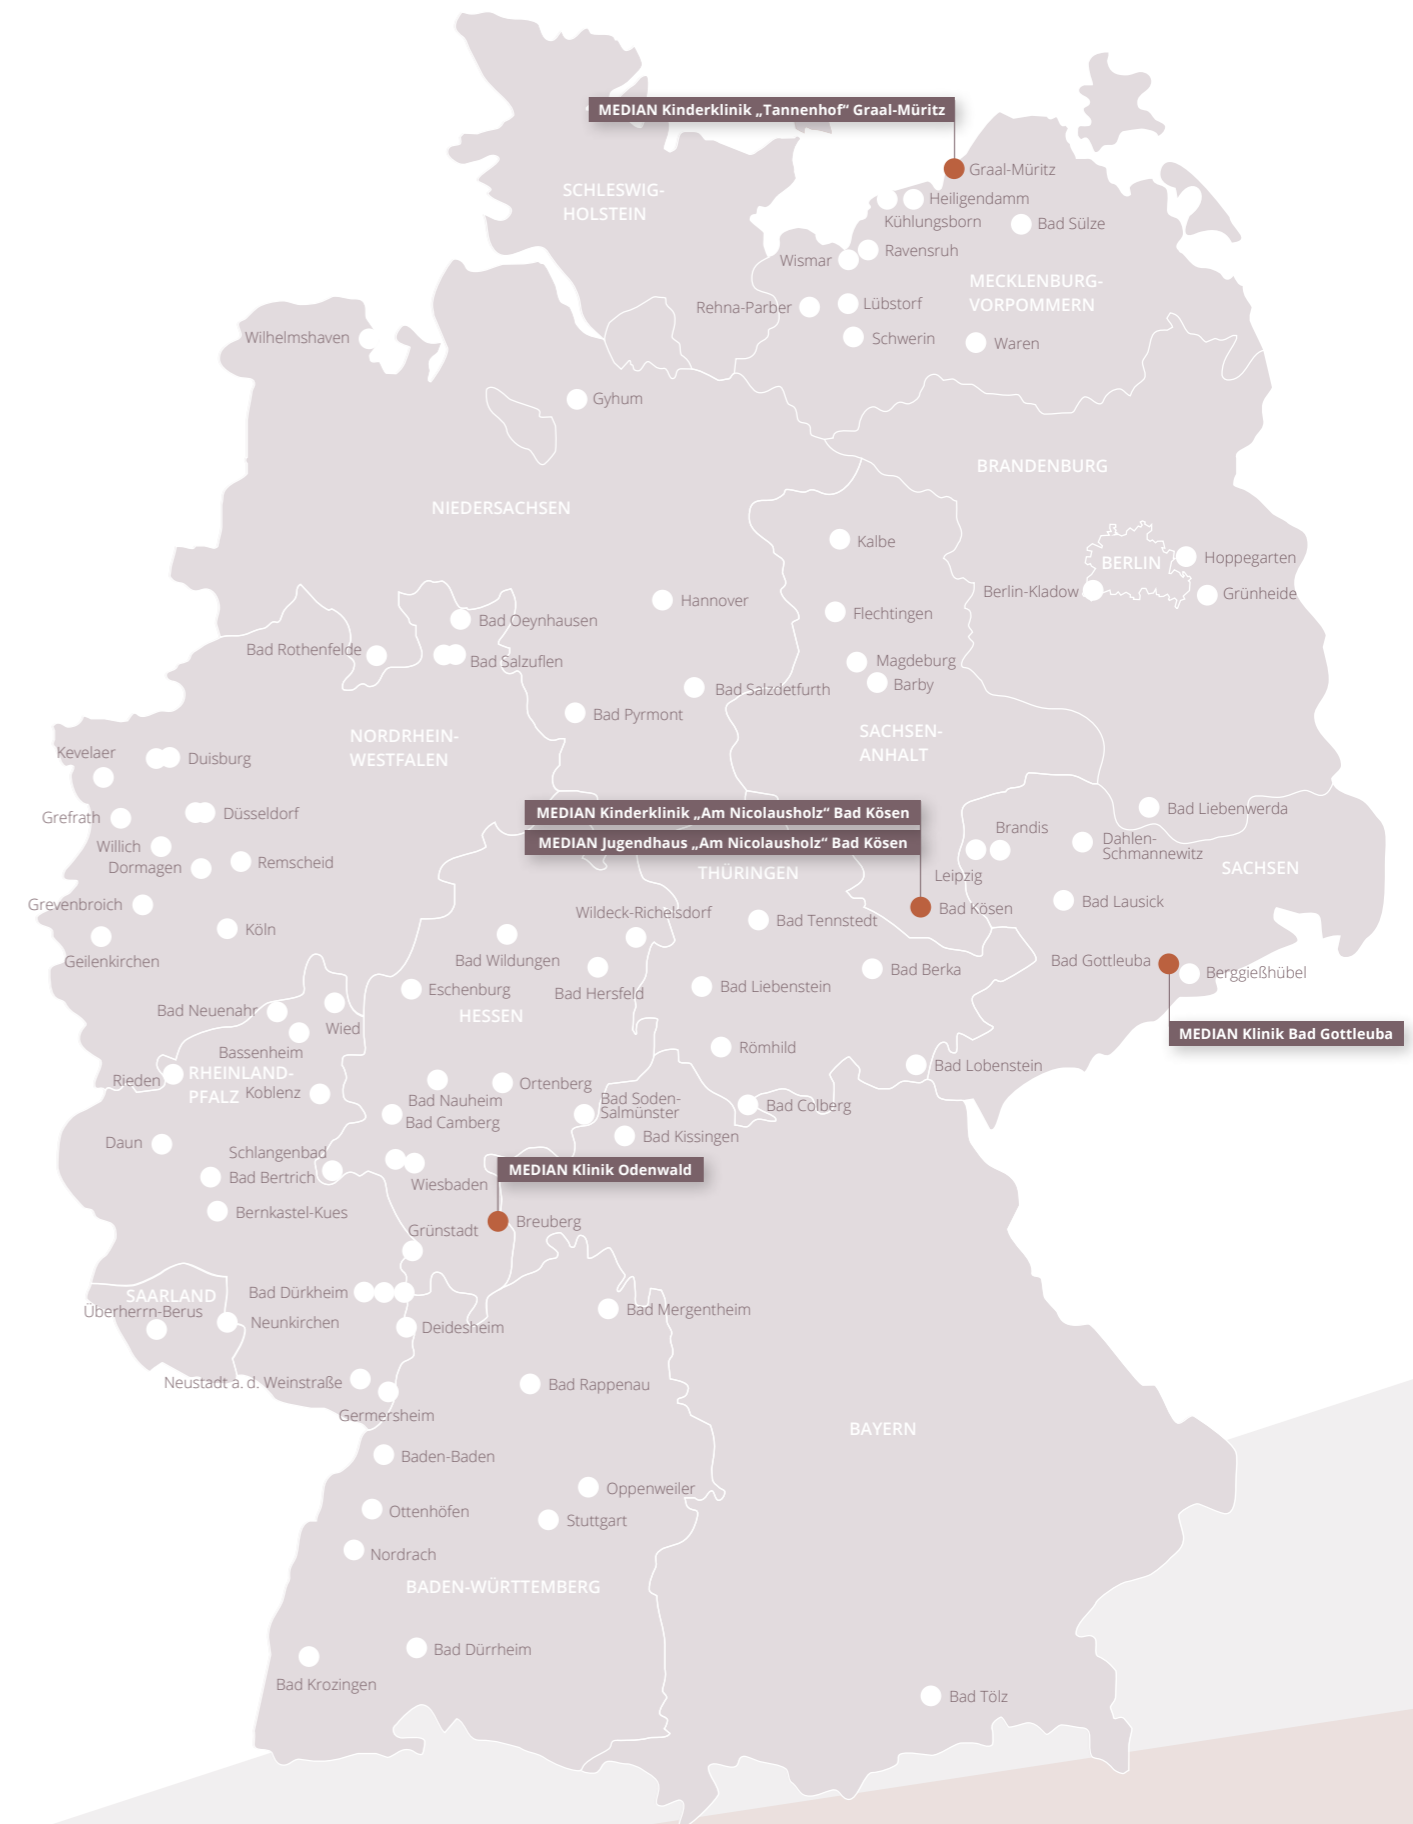 MEDIAN Kinderklinik „Tannenhof“ Graal-Müritz
Graal-Müritz
SCHLESWIG-
HOLSTEIN
Heiligendamm
Kühlungsborn
Bad Sülze
Ravensruh
Wismar
MECKLENBURG-
VORPOMMERN
Rehna-Parber
Lübstorf
Wilhelmshaven
Schwerin
Waren
Gyhum
BRANDENBURG
NIEDERSACHSEN
Kalbe
BERLIN
Hoppegarten
Berlin-Kladow
Grünheide
Hannover
Flechtingen
Bad Oeynhausen
Bad Rothenfelde
Bad Salzuflen
Magdeburg
Barby
Bad Salzdetfurth
Bad Pyrmont
NORDRHEIN-
WESTFALEN
SACHSEN-
ANHALT
Kevelaer
Duisburg
Bad Liebenwerda
MEDIAN Kinderklinik „Am Nicolausholz“ Bad Kösen
MEDIAN Jugendhaus „Am Nicolausholz“ Bad Kösen
Grefrath
Düsseldorf
Brandis
Dahlen-
Schmannewitz
Willich
Dormagen
Remscheid
THÜRINGEN
Leipzig
SACHSEN
Grevenbroich
Wildeck-Richelsdorf
Bad Tennstedt
Bad Kösen
Bad Lausick
Köln
Geilenkirchen
Bad Wildungen
Bad Gottleuba
Berggießhübel
Bad Berka
Eschenburg
Bad Hersfeld
Bad Liebenstein
HESSEN
Bad Neuenahr
Wied
MEDIAN Klinik Bad Gottleuba
Bassenheim
Römhild
Bad Lobenstein
Rieden
RHEINLAND-
PFALZ
Koblenz
Ortenberg
Bad Nauheim
Bad Soden-
Salmünster
Bad Colberg
Bad Camberg
Bad Kissingen
Daun
Schlangenbad
Bad Bertrich
MEDIAN Klinik Odenwald
Wiesbaden
Bernkastel-Kues
Grünstadt
Breuberg
SAARLAND
Bad Dürkheim
Überherrn-Berus
Neunkirchen
Deidesheim
Bad Mergentheim
Neustadt a. d. Weinstraße
Bad Rappenau
Germersheim
BAYERN
Baden-Baden
Oppenweiler
Ottenhöfen
Stuttgart
Nordrach
BADEN-WÜRTTEMBERG
Bad Dürrheim
Bad Krozingen
Bad Tölz